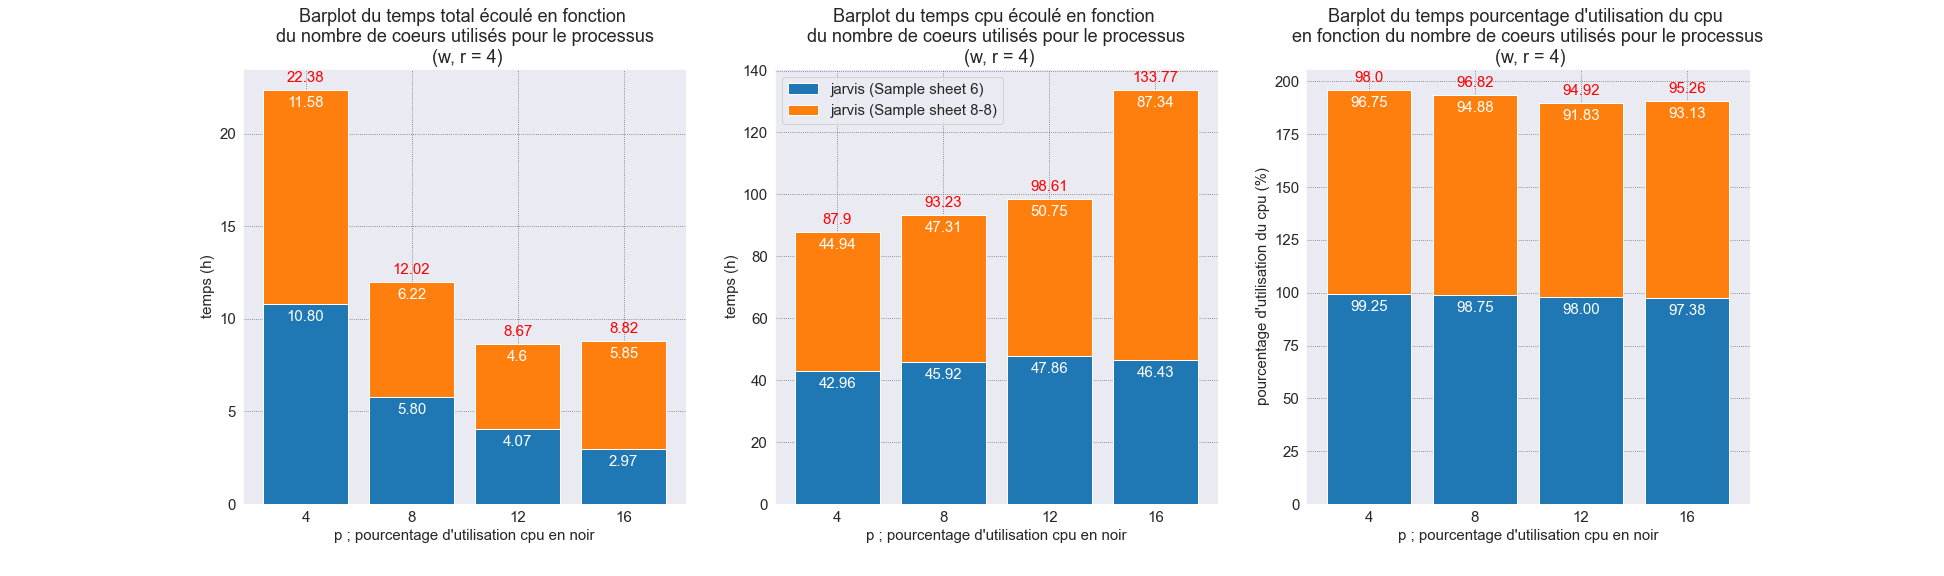 Barplot du temps total écoulé en fonction
du nombre de coeurs utilisés pour le processus
(w, r = 4)
22.38
11.58
10.80
12.02
6.22
5.80
8.67
4.6
4.07
8.82
5.85
2.97
20
15
10
5
0
temps (h)
4 8 12 16
p ; pourcentage d'utilisation cpu en noir
Barplot du temps cpu écoulé en fonction
du nombre de coeurs utilisés pour le processus
(w, r = 4)
jarvis (Sample sheet 6)
jarvis (Sample sheet 8-8)
87.9
44.94
42.96
93.23
47.31
45.92
98.61
50.75
47.86
133.77
87.34
46.43
140
120
100
80
60
40
20
0
temps (h)
4 8 12 16
p ; pourcentage d'utilisation cpu en noir
Barplot du temps pourcentage d'utilisation du cpu
en fonction du nombre de coeurs utilisés pour le processus
(w, r = 4)
98.0
96.75
99.25
96.82
94.88
98.75
94.92
91.83
98.00
95.26
93.13
97.38
200
175
150
125
100
75
50
25
0
pourcentage d'utilisation du cpu (%)
4 8 12 16
p ; pourcentage d'utilisation cpu en noir